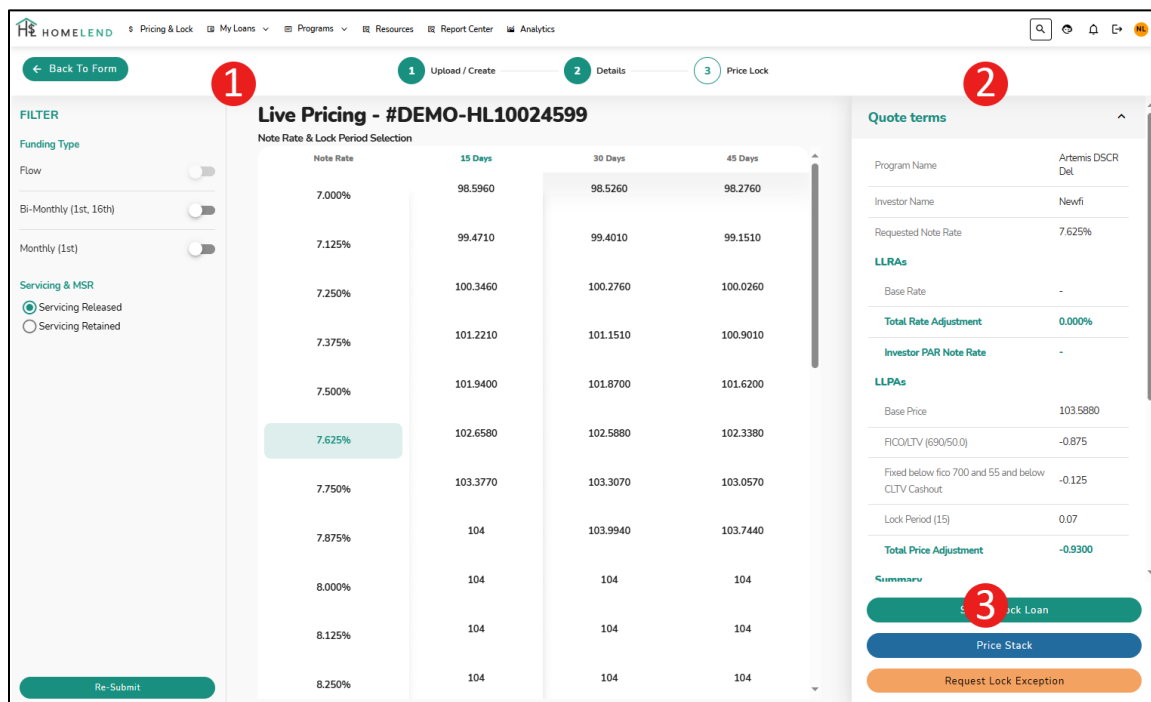 HOMELEND
$ Pricing & Lock My Loans Programs Resources Report Center Analytics NL
← Back To Form
1
1 Upload / Create 2 Details 3 Price Lock
2
FILTER
Funding Type
Flow
Bi-Monthly (1st, 16th)
Monthly (1st)
Servicing & MSR
Servicing Released
Servicing Retained
Re-Submit
Live Pricing - #DEMO-HL10024599
Note Rate & Lock Period Selection
Note Rate 15 Days 30 Days 45 Days
7.000% 98.5960 98.5260 98.2760
7.125% 99.4710 99.4010 99.1510
7.250% 100.3460 100.2760 100.0260
7.375% 101.2210 101.1510 100.9010
7.500% 101.9400 101.8700 101.6200
7.625% 102.6580 102.5880 102.3380
7.750% 103.3770 103.3070 103.0570
7.875% 104 103.9940 103.7440
8.000% 104 104 104
8.125% 104 104 104
8.250% 104 104 104
Quote terms
Program Name Artemis DSCR
Del
Investor Name Newfi
Requested Note Rate 7.625%
LLRAs
Base Rate -
Total Rate Adjustment 0.000%
Investor PAR Note Rate -
LLPAs
Base Price 103.5880
FICO/LTV (690/50.0) -0.875
Fixed below fico 700 and 55 and below
CLTV Cashout -0.125
Lock Period (15) 0.07
Total Price Adjustment -0.9300
Summary
3
Loan
Price Stack
Request Lock Exception